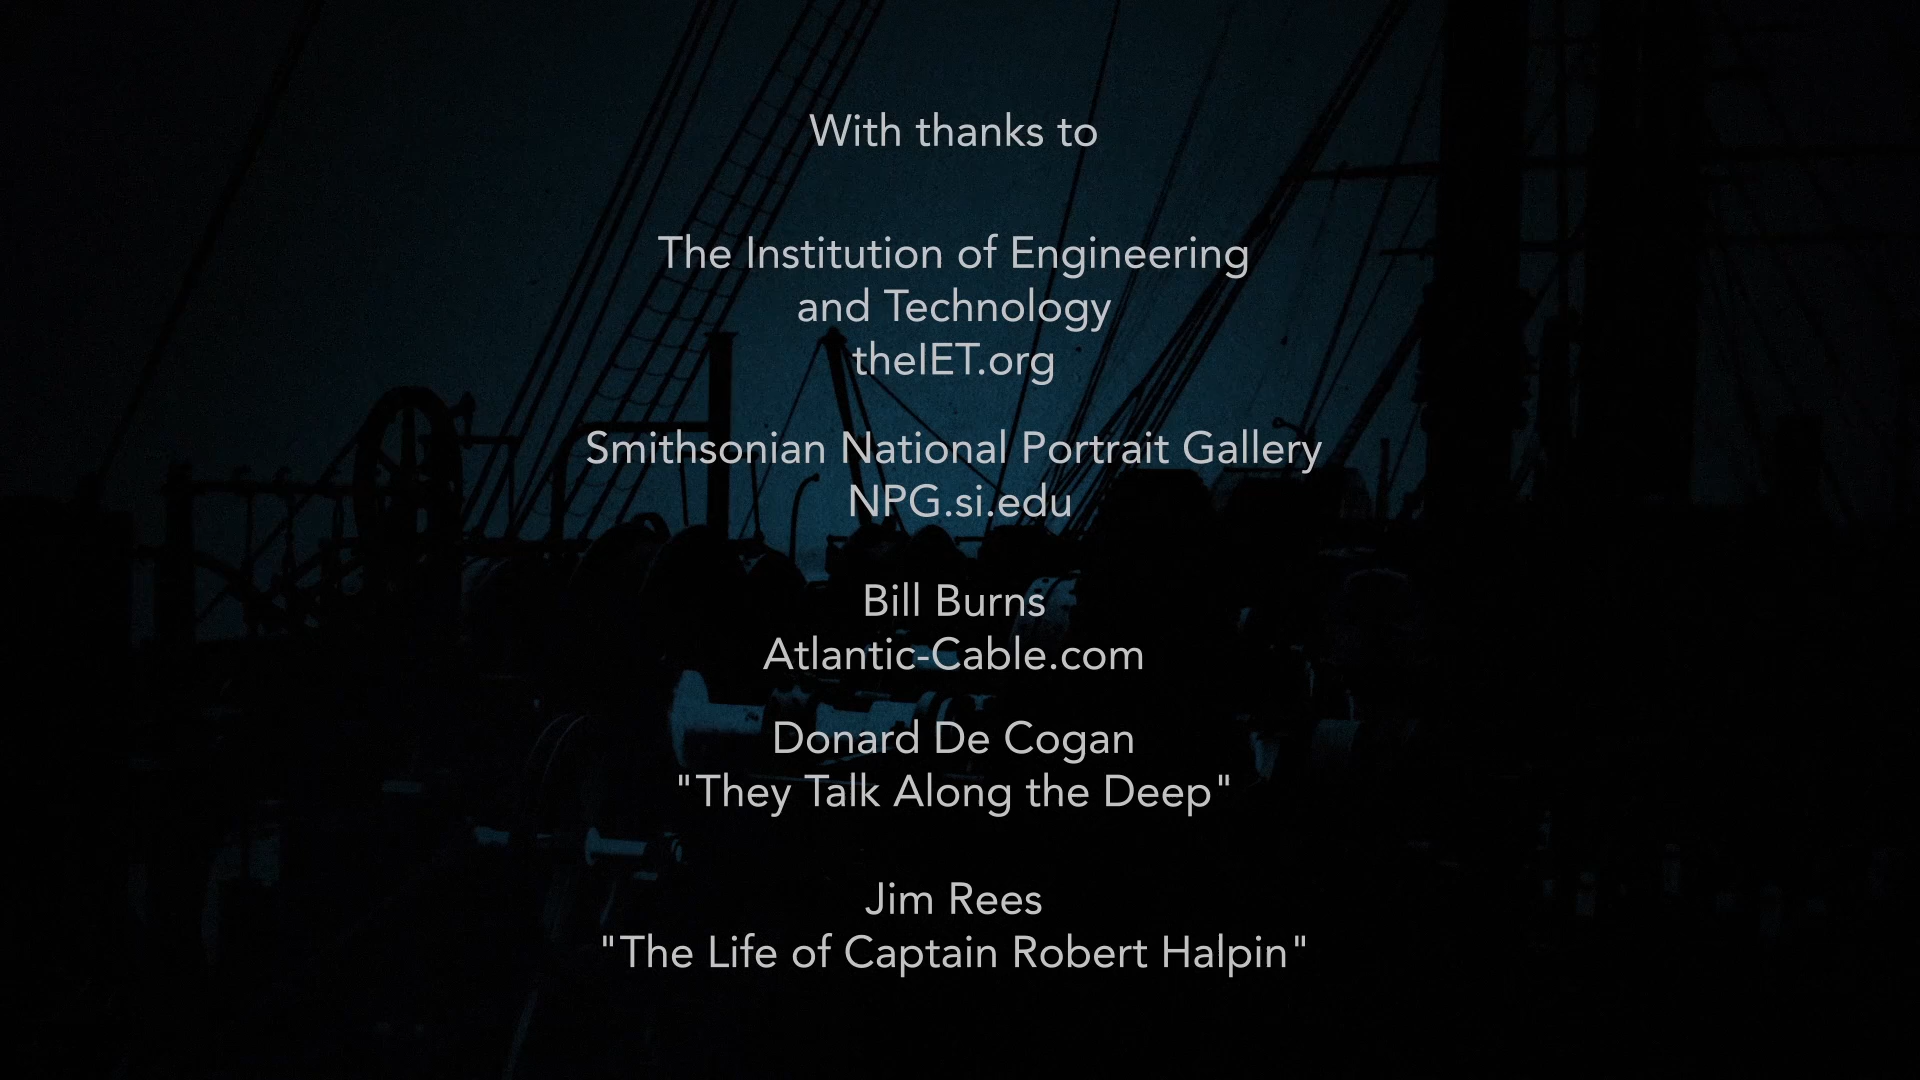 With thanks to
The Institution of Engineering
and Technology
theIET.org
Smithsonian National Portrait Gallery
NPG.si.edu
Bill Burns
Atlantic-Cable.com
Donard De Cogan
"They Talk Along the Deep"
Jim Rees
"The Life of Captain Robert Halpin"